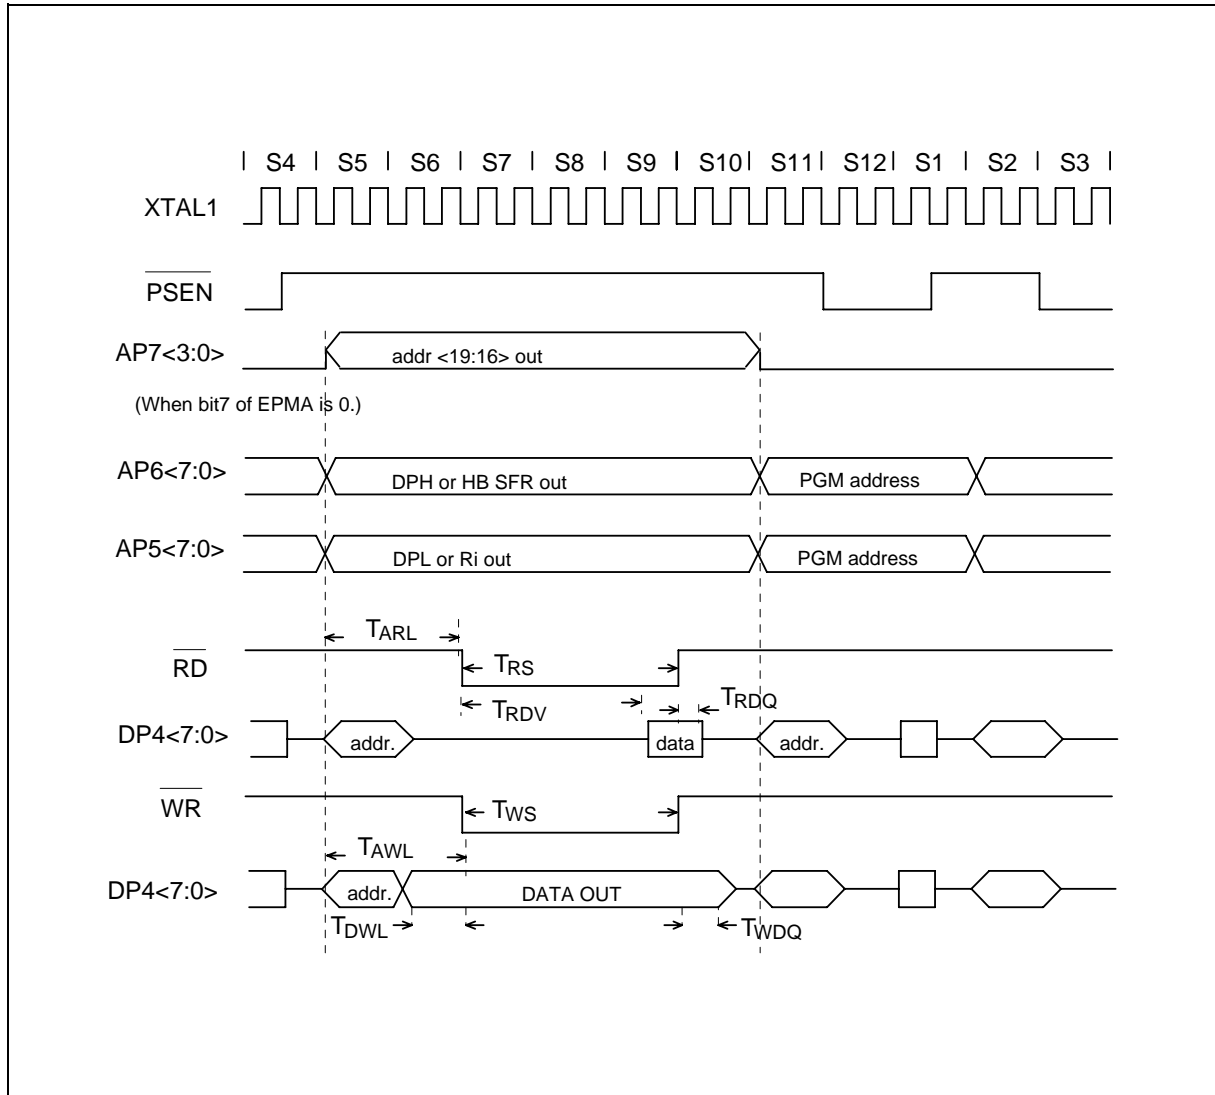 S4 S5 S6 S7 S8 S9 S10 S11 S12 S1 S2 S3
XTAL1
PSEN
AP7<3:0>
addr <19:16> out
(When bit7 of EPMA is 0.)
AP6<7:0>
DPH or HB SFR out
PGM address
AP5<7:0>
DPL or Ri out
PGM address
TARL
RD
TRS
TRDV
TRDQ
DP4<7:0>
addr.
data
addr.
WR
TWS
TAWL
DP4<7:0>
addr.
DATA OUT
TDWL
TWDQ